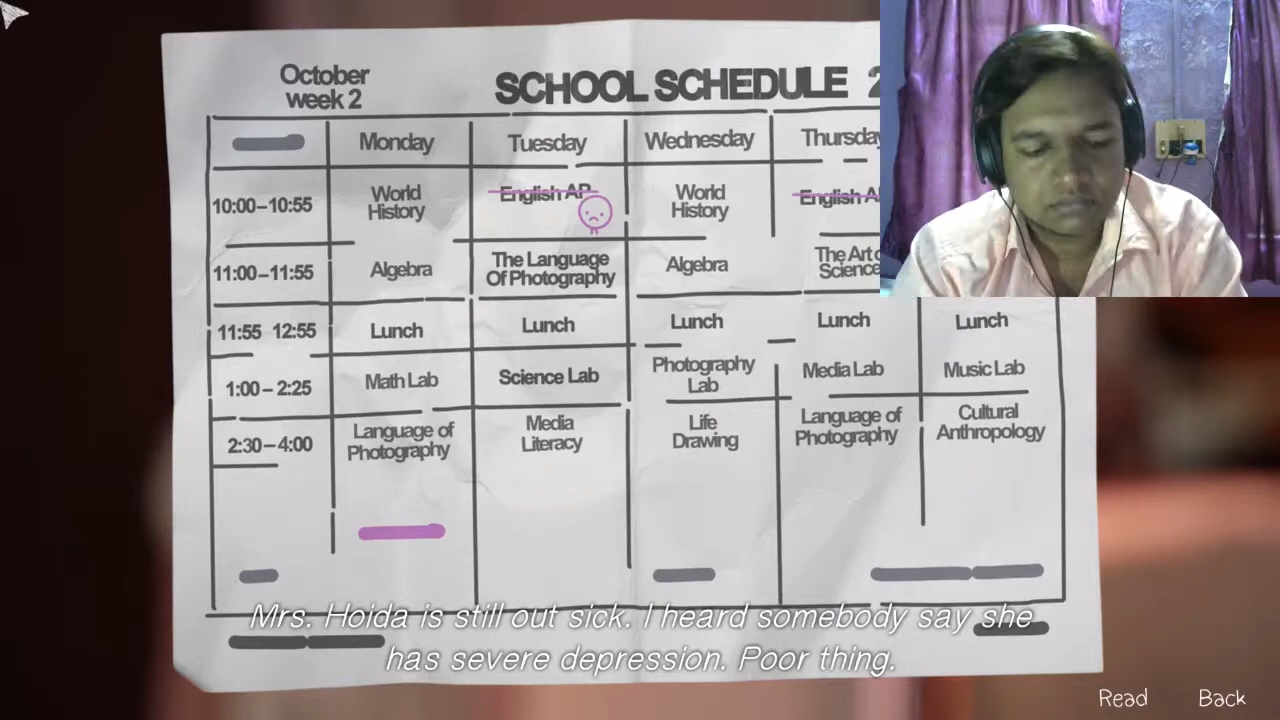 October
week 2
SCHOOL SCHEDULE
Monday
Tuesday
Wednesday
Thursday
10:00-10:55
World
History
English AP
World
History
English
11:00-11:55
Algebra
The Language
Of Photography
Algebra
The Art
Science
11:55 12:55
Lunch
Lunch
Lunch
Lunch
Lunch
1:00-2:25
Math Lab
Science Lab
Photography
Lab
Media Lab
Music Lab
2:30-4:00
Language of
Photography
Media
Literacy
Life
Drawing
Language of
Photography
Cultural
Anthropology
Mrs. Hoida is still out sick. I heard somebody say she
has severe depression. Poor thing.
Read Back